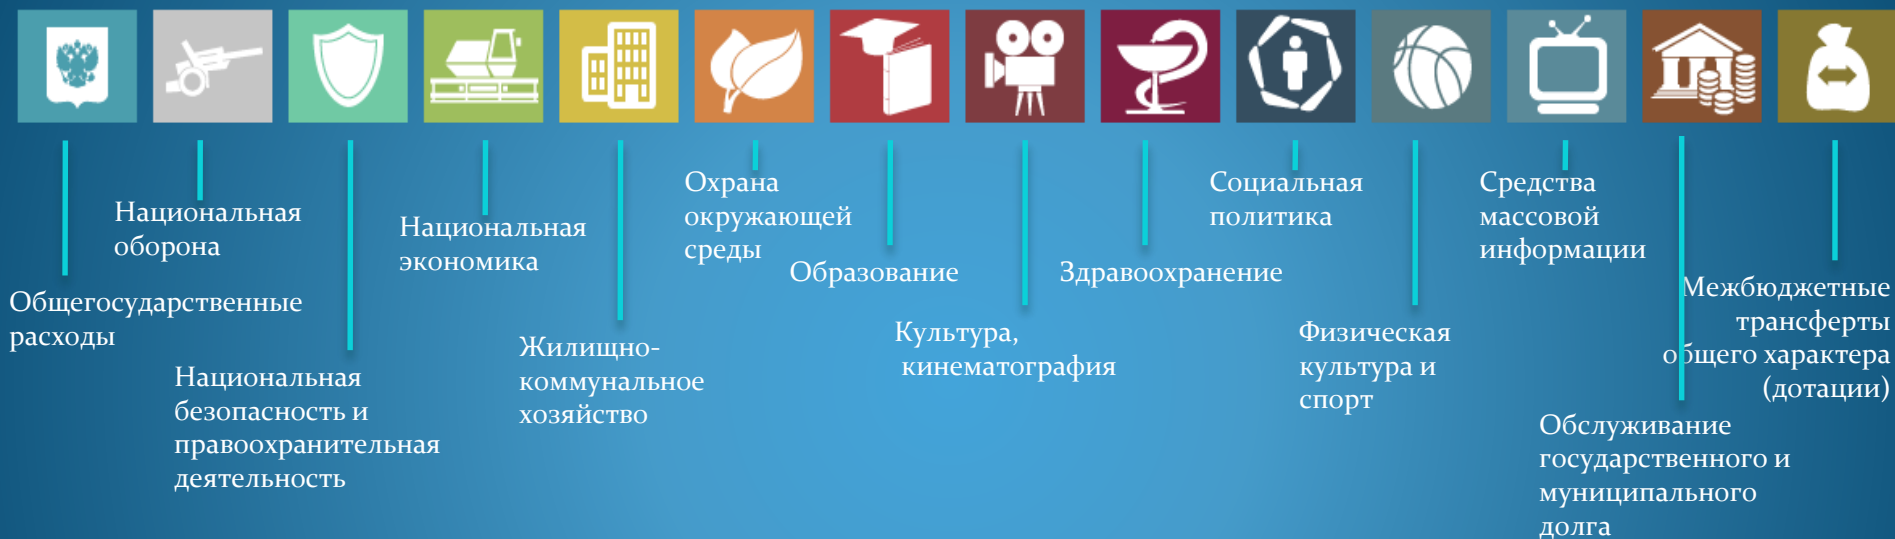 Общегосударственные
расходы
Национальная
оборона
Национальная
безопасность и
правоохранительная
деятельность
Национальная
экономика
Жилищно-
коммунальное
хозяйство
Охрана
окружающей
среды
Образование
Культура,
кинематография
Здравоохранение
Социальная
политика
Физическая
культура и
спорт
Средства
массовой
информации
Обслуживание
государственного и
муниципального
долга
Межбюджетные
трансферты
общего характера
(дотации)